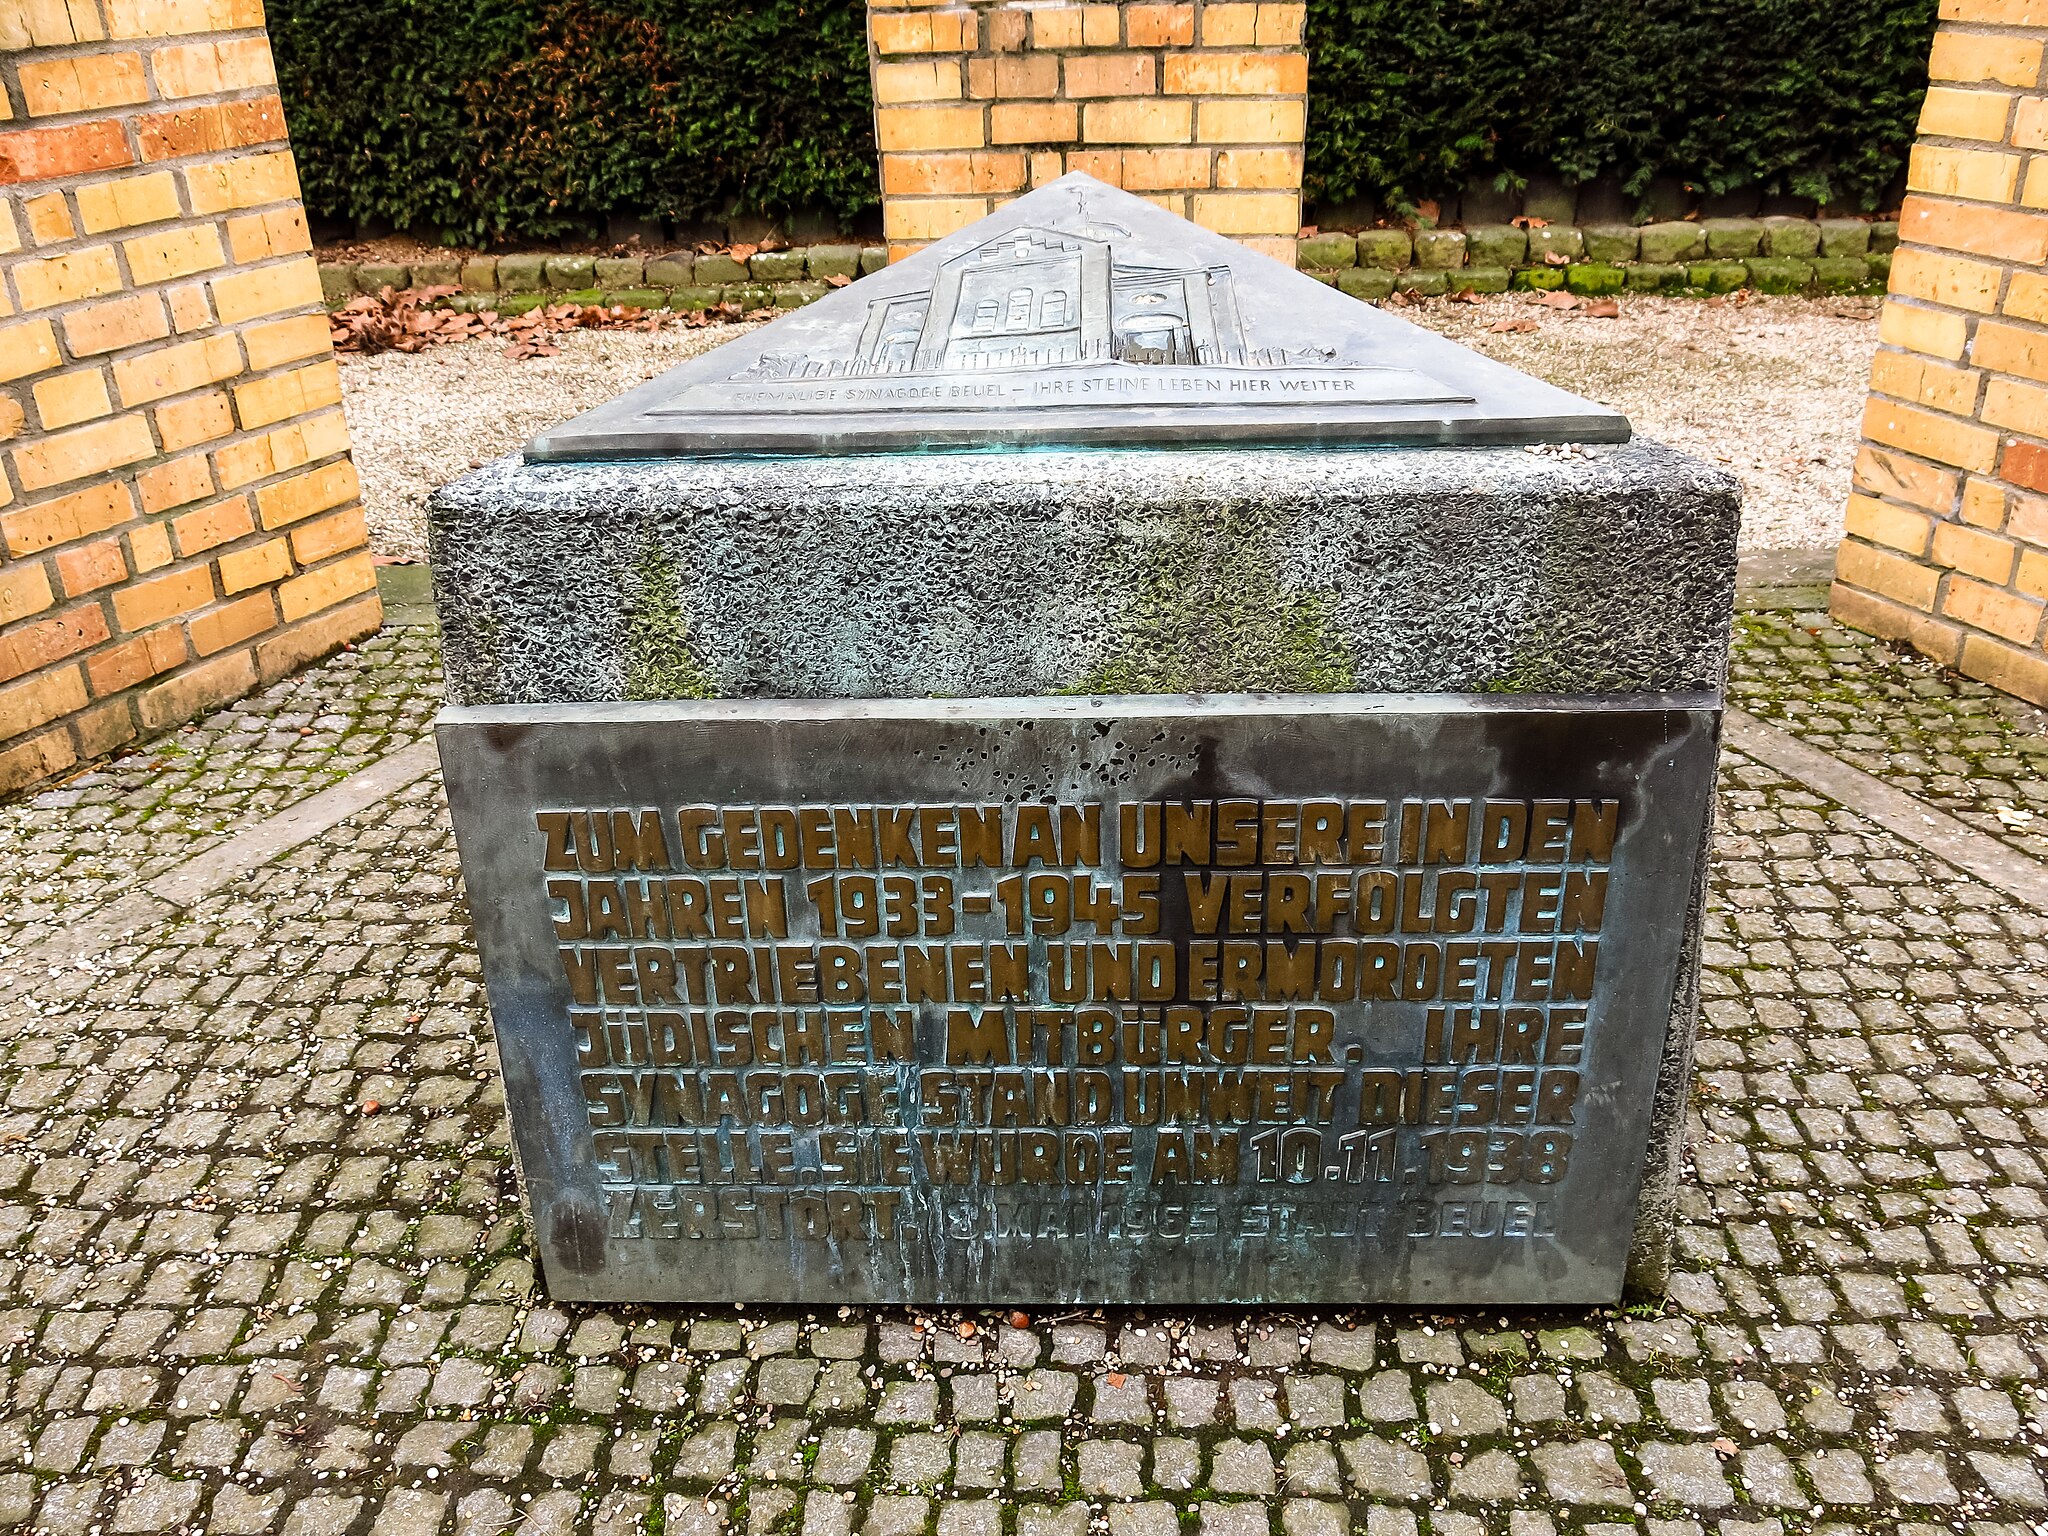 EHEMALIGE SYNAGOGE BEUEL – IHRE STEINE LEBEN HIER WEITER
ZUM GEDENKEN AN UNSERE IN DEN
JAHREN 1933-1945 VERFOLGTEN
VERTRIEBENEN UND ERMORDETEN
JÜDISCHEN MITBÜRGER. IHRE
SYNAGOGE STAND UNWEIT DIESER
STELLE. SIE WURDE AM 10.11.1938
ZERSTÖRT. 3. MAI 1965 STADT BEUEL